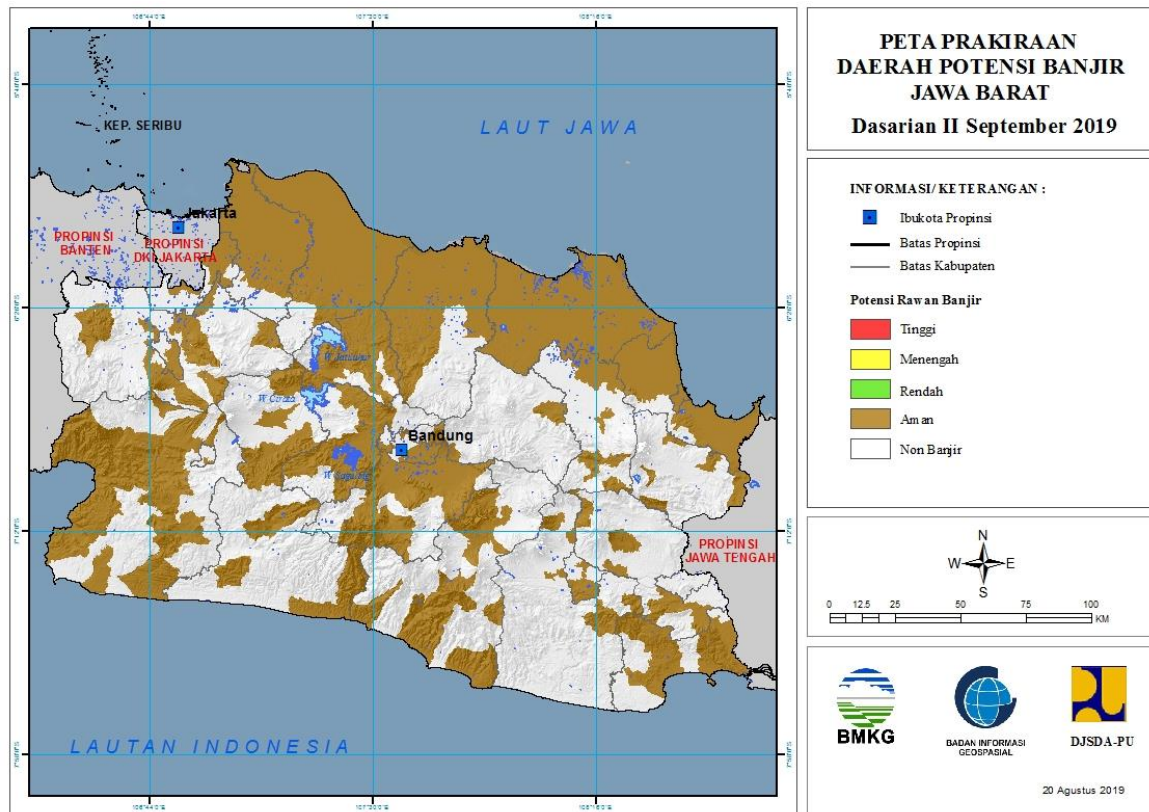 PETA PRAKIRAAN
DAERAH POTENSI BANJIR
JAWA BARAT
Dasarian II September 2019
INFORMASI/ KETERANGAN :
Ibukota Propinsi
Batas Propinsi
Batas Kabupaten
Potensi Rawan Banjir
Tinggi
Menengah
Rendah
Aman
Non Banjir
N
W
E
S
0 12.5 25 50 75 100
KM
BMKG
BADAN INFORMASI
GEOSPASIAL
DJSDA-PU
20 Agustus 2019
KEP. SERIBU
LAUT JAWA
Jakarta
PROPINSI
BANTEN
PROPINSI
DKI JAKARTA
W Cirata
Bandung
PROPINSI
JAWA TENGAH
LAUTAN INDONESIA